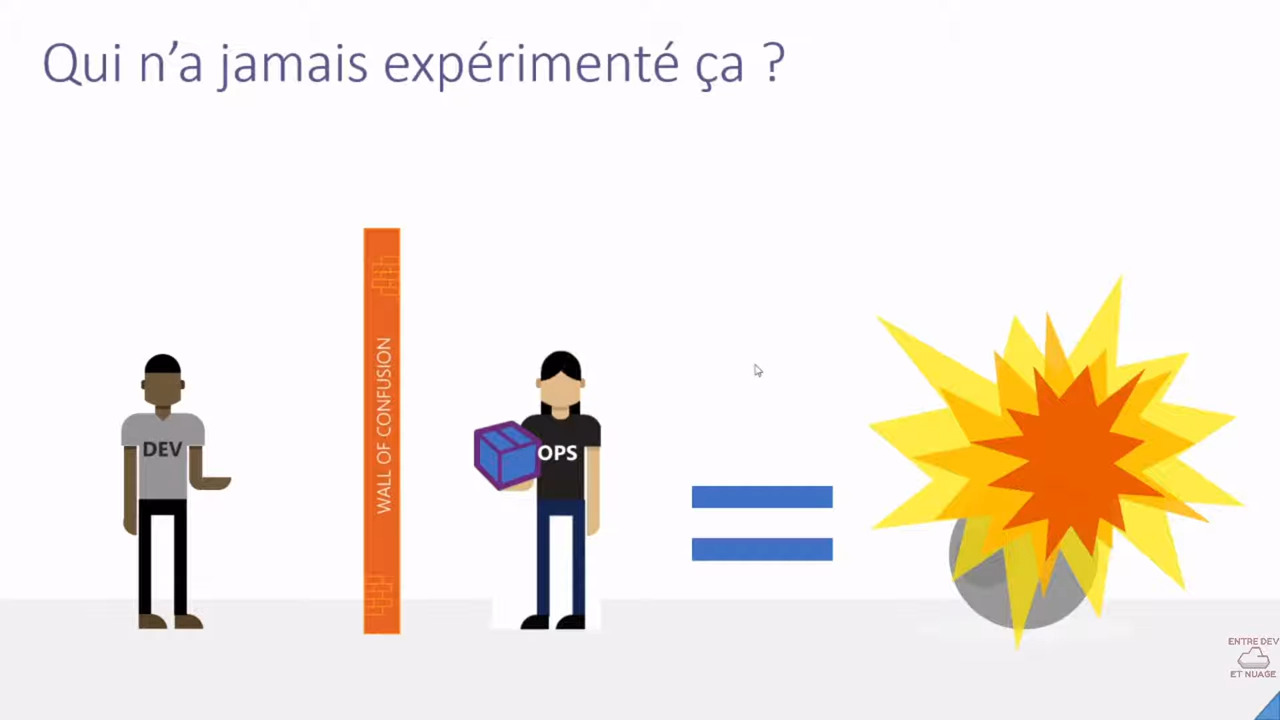 Qui n’a jamais expérimenté ça ?
WALL OF CONFUSION
DEV
OPS
ENTRE DEV
ET NUAGE